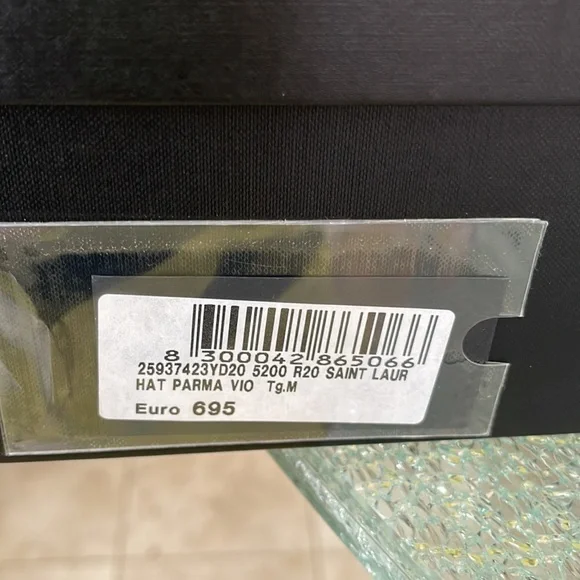 8 300042 865066
25937423YD20 5200 R20 SAINT LAUR
HAT PARMA VIO Tg.M
Euro 695